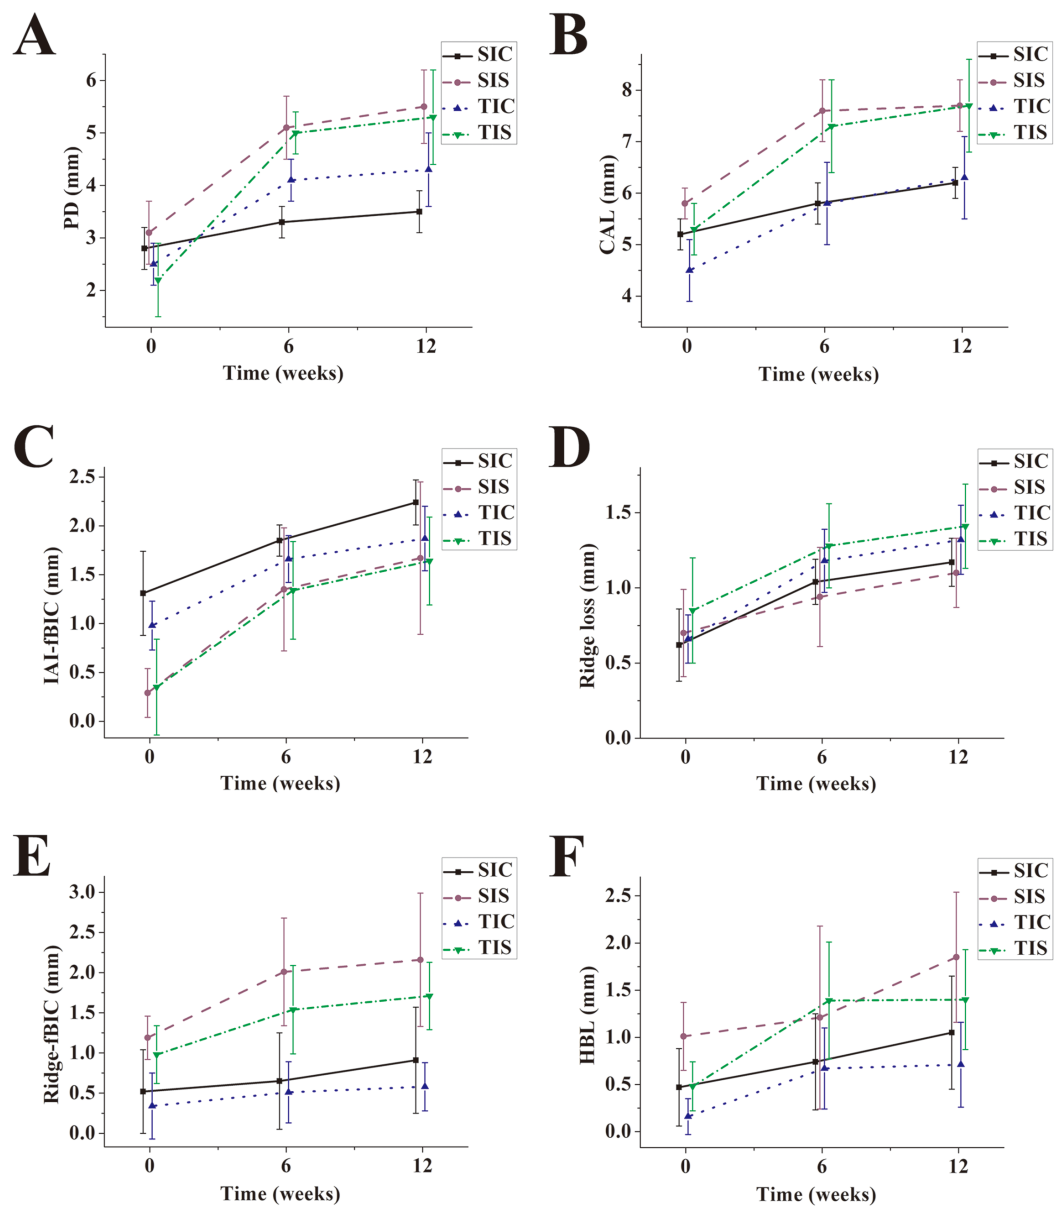 A
PD (mm)
6
5
4
3
2
0
6
12
Time (weeks)
SIC
SIS
TIC
TIS
B
CAL (mm)
8
7
6
5
4
0
6
12
Time (weeks)
SIC
SIS
TIC
TIS
C
IAI-fBIC (mm)
2.5
2.0
1.5
1.0
0.5
0.0
0
6
12
Time (weeks)
SIC
SIS
TIC
TIS
D
Ridge loss (mm)
1.5
1.0
0.5
0.0
0
6
12
Time (weeks)
SIC
SIS
TIC
TIS
E
Ridge-fBIC (mm)
3.0
2.5
2.0
1.5
1.0
0.5
0.0
0
6
12
Time (weeks)
SIC
SIS
TIC
TIS
F
HBL (mm)
2.5
2.0
1.5
1.0
0.5
0.0
0
6
12
Time (weeks)
SIC
SIS
TIC
TIS